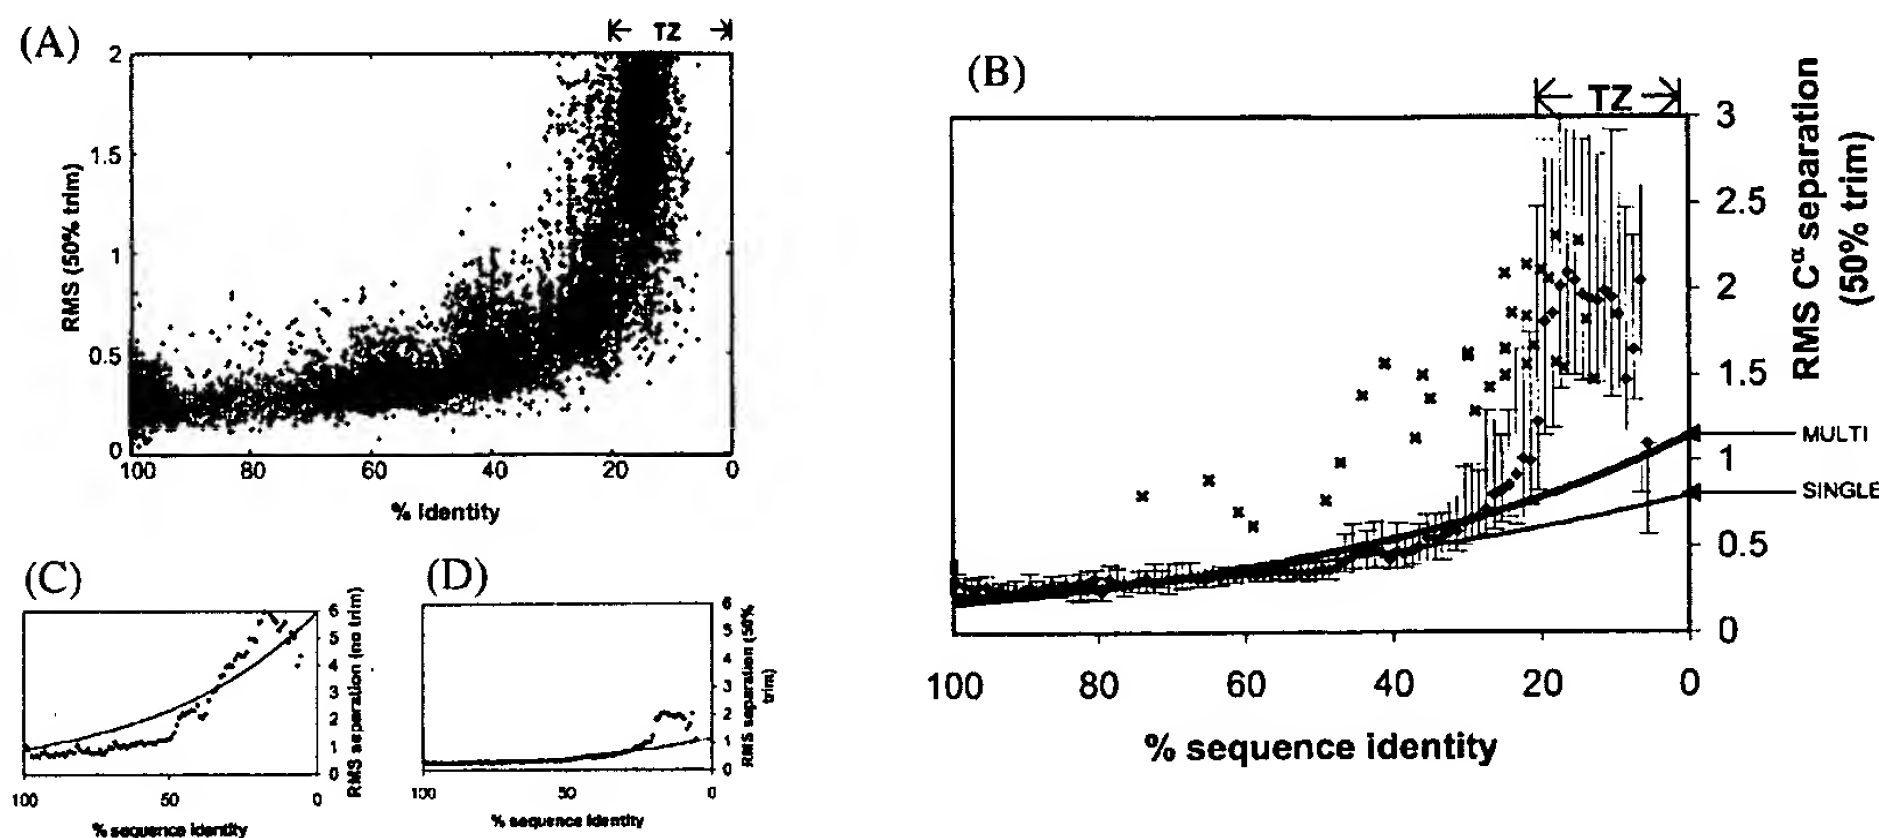 (A)
TZ
2
1.5
1
0.5
0
RMS (50% trim)
100 80 60 40 20 0
% identity
(B)
TZ
3
2.5
2
1.5
1
0.5
0
RMS Cα separation
(50% trim)
MULTI
SINGLE
100 80 60 40 20 0
% sequence identity
(C)
6
5
4
3
2
1
0
RMS separation (no trim)
100 50 0
% sequence identity
(D)
6
5
4
3
2
1
0
RMS separation (50%
trim)
100 50 0
% sequence identity